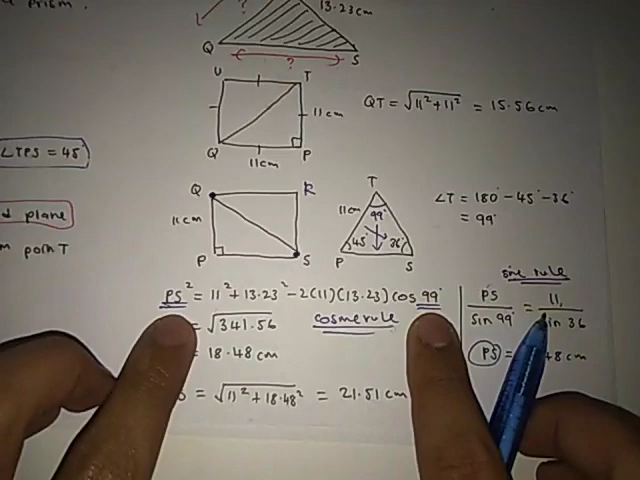 prism.
?
13.23cm
L
Q
?
S
U
T
11cm
Q
11cm
P
QT = √11²+11² = 15.56cm
∠TPS = 45°
plane
point T
Q
R
11cm
P
S
T
11cm
99°
45°
36°
P
S
∠T = 180° - 45° - 36°
= 99°
sine rule
PS² = 11² + 13.23² - 2(11)(13.23) cos 99°
= √341.56
cosine rule
= 18.48 cm
PS / sin 99° = 11 / sin 36
PS = 48 cm
= √11² + 18.48² = 21.51 cm